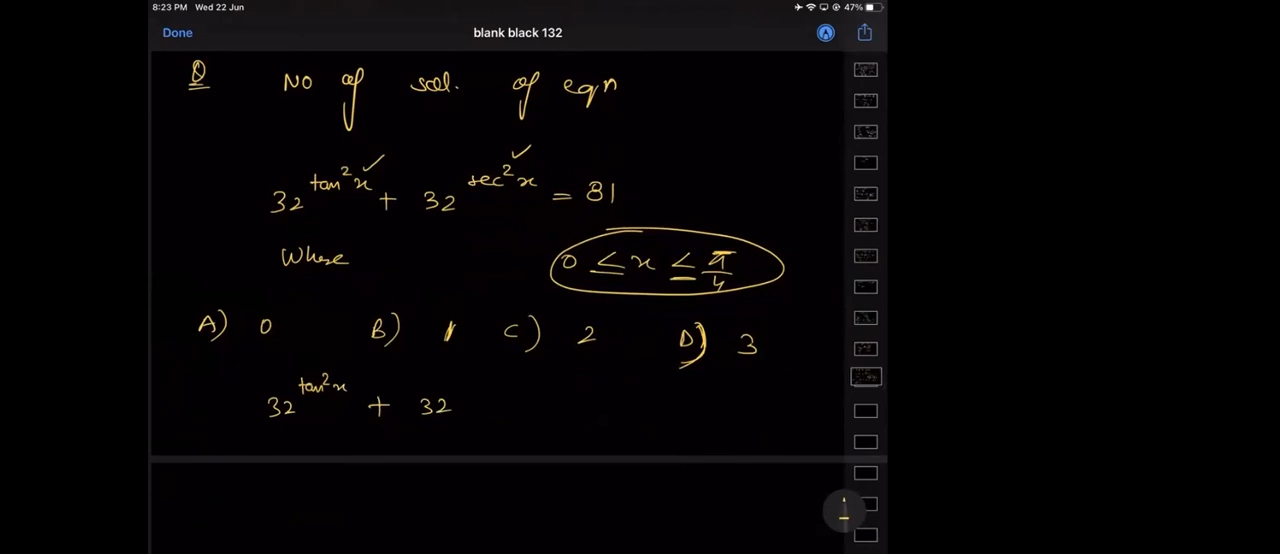 8:23 PM Wed 22 Jun
47%
Done
blank black 132
Q No of sol. of eqn
32^tan²x + 32^sec²x = 81
Where 0 ≤ x ≤ π/4
A) 0 B) 1 C) 2 D) 3
32^tan²x + 32